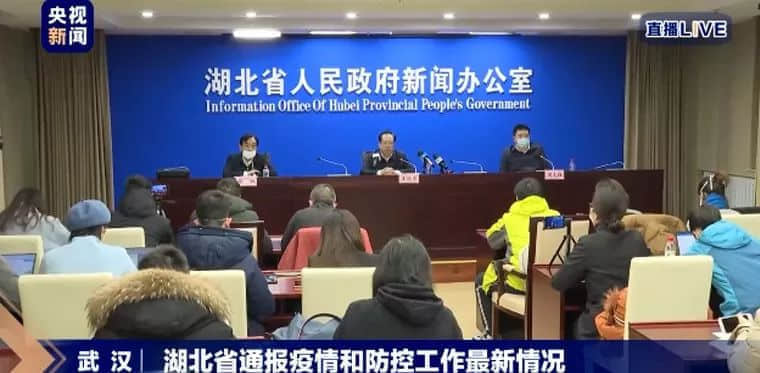 央视
新闻
直播LIVE
湖北省人民政府新闻办公室
Information Office Of Hubei Provincial People's Government
武汉
湖北省通报疫情和防控工作最新情况